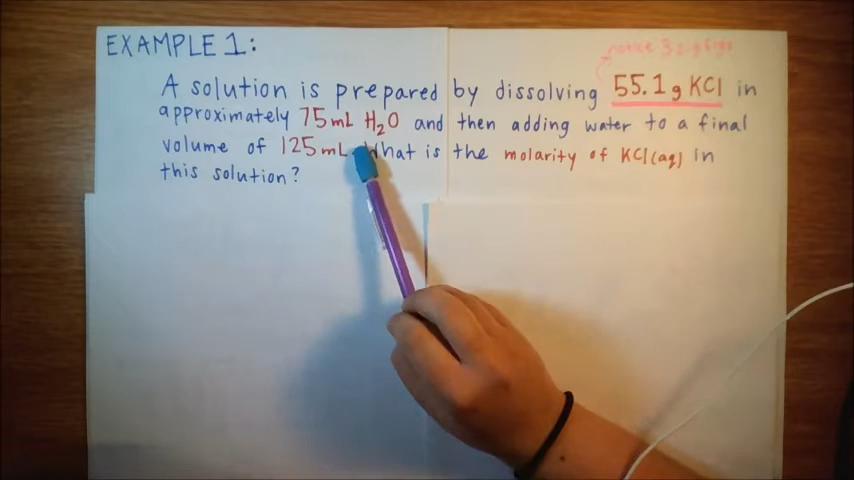 EXAMPLE 1:
notice 3 sig figs
A solution is prepared by dissolving 55.1 g KCl in
approximately 75 mL H₂O and then adding water to a final
volume of 125 mL. What is the molarity of KCl(aq) in
this solution?